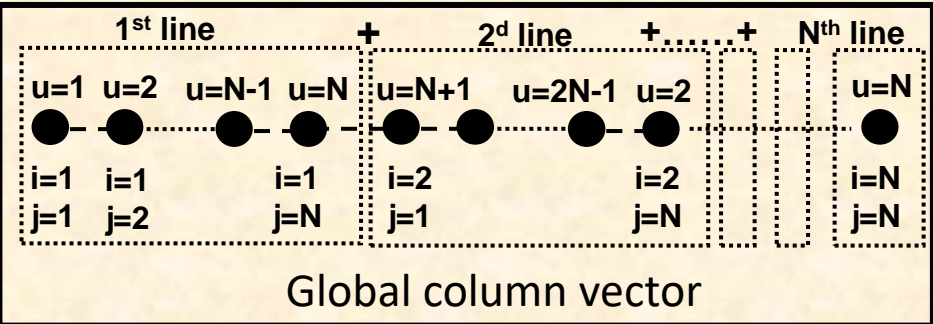 1st line + 2d line +......+ Nth line
u=1 u=2 u=N-1 u=N u=N+1 u=2N-1 u=2 u=N
i=1 i=1 i=1 i=2 i=2 i=N
j=1 j=2 j=N j=1 j=N j=N
Global column vector